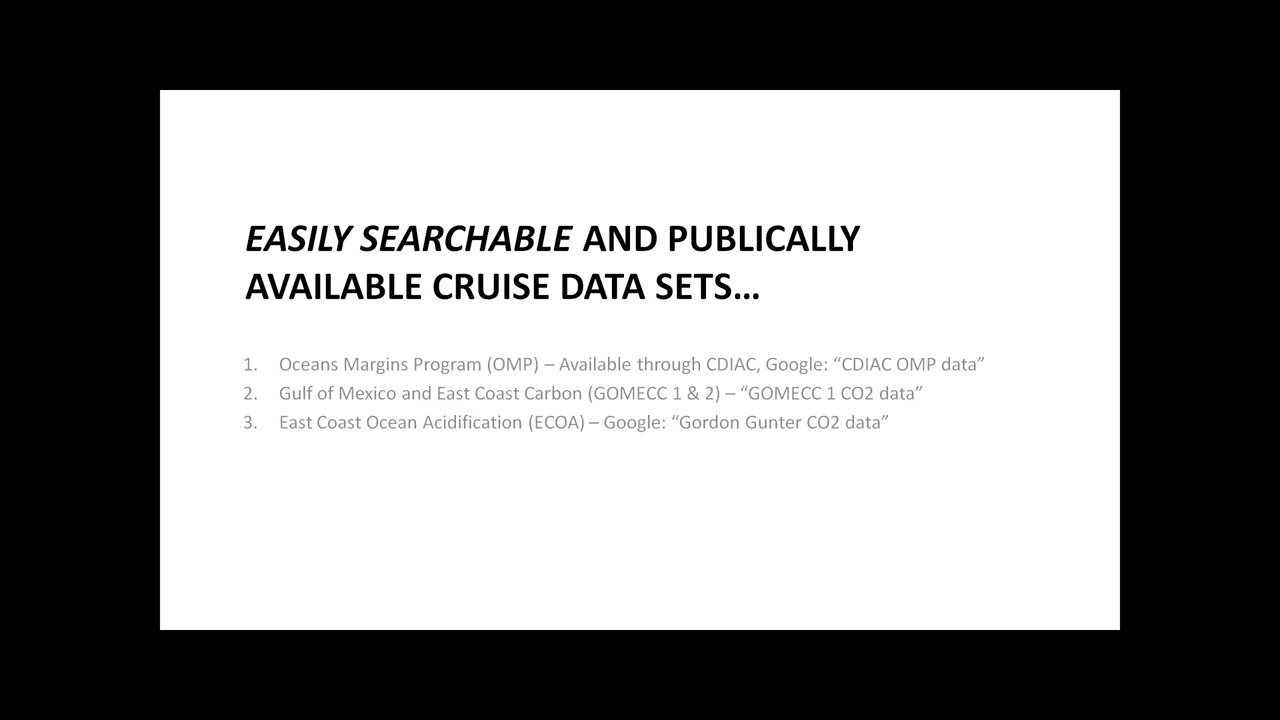 EASILY SEARCHABLE AND PUBLICALLY
AVAILABLE CRUISE DATA SETS…
1. Oceans Margins Program (OMP) – Available through CDIAC, Google: “CDIAC OMP data”
2. Gulf of Mexico and East Coast Carbon (GOMECC 1 & 2) – “GOMECC 1 CO2 data”
3. East Coast Ocean Acidification (ECOA) – Google: “Gordon Gunter CO2 data”